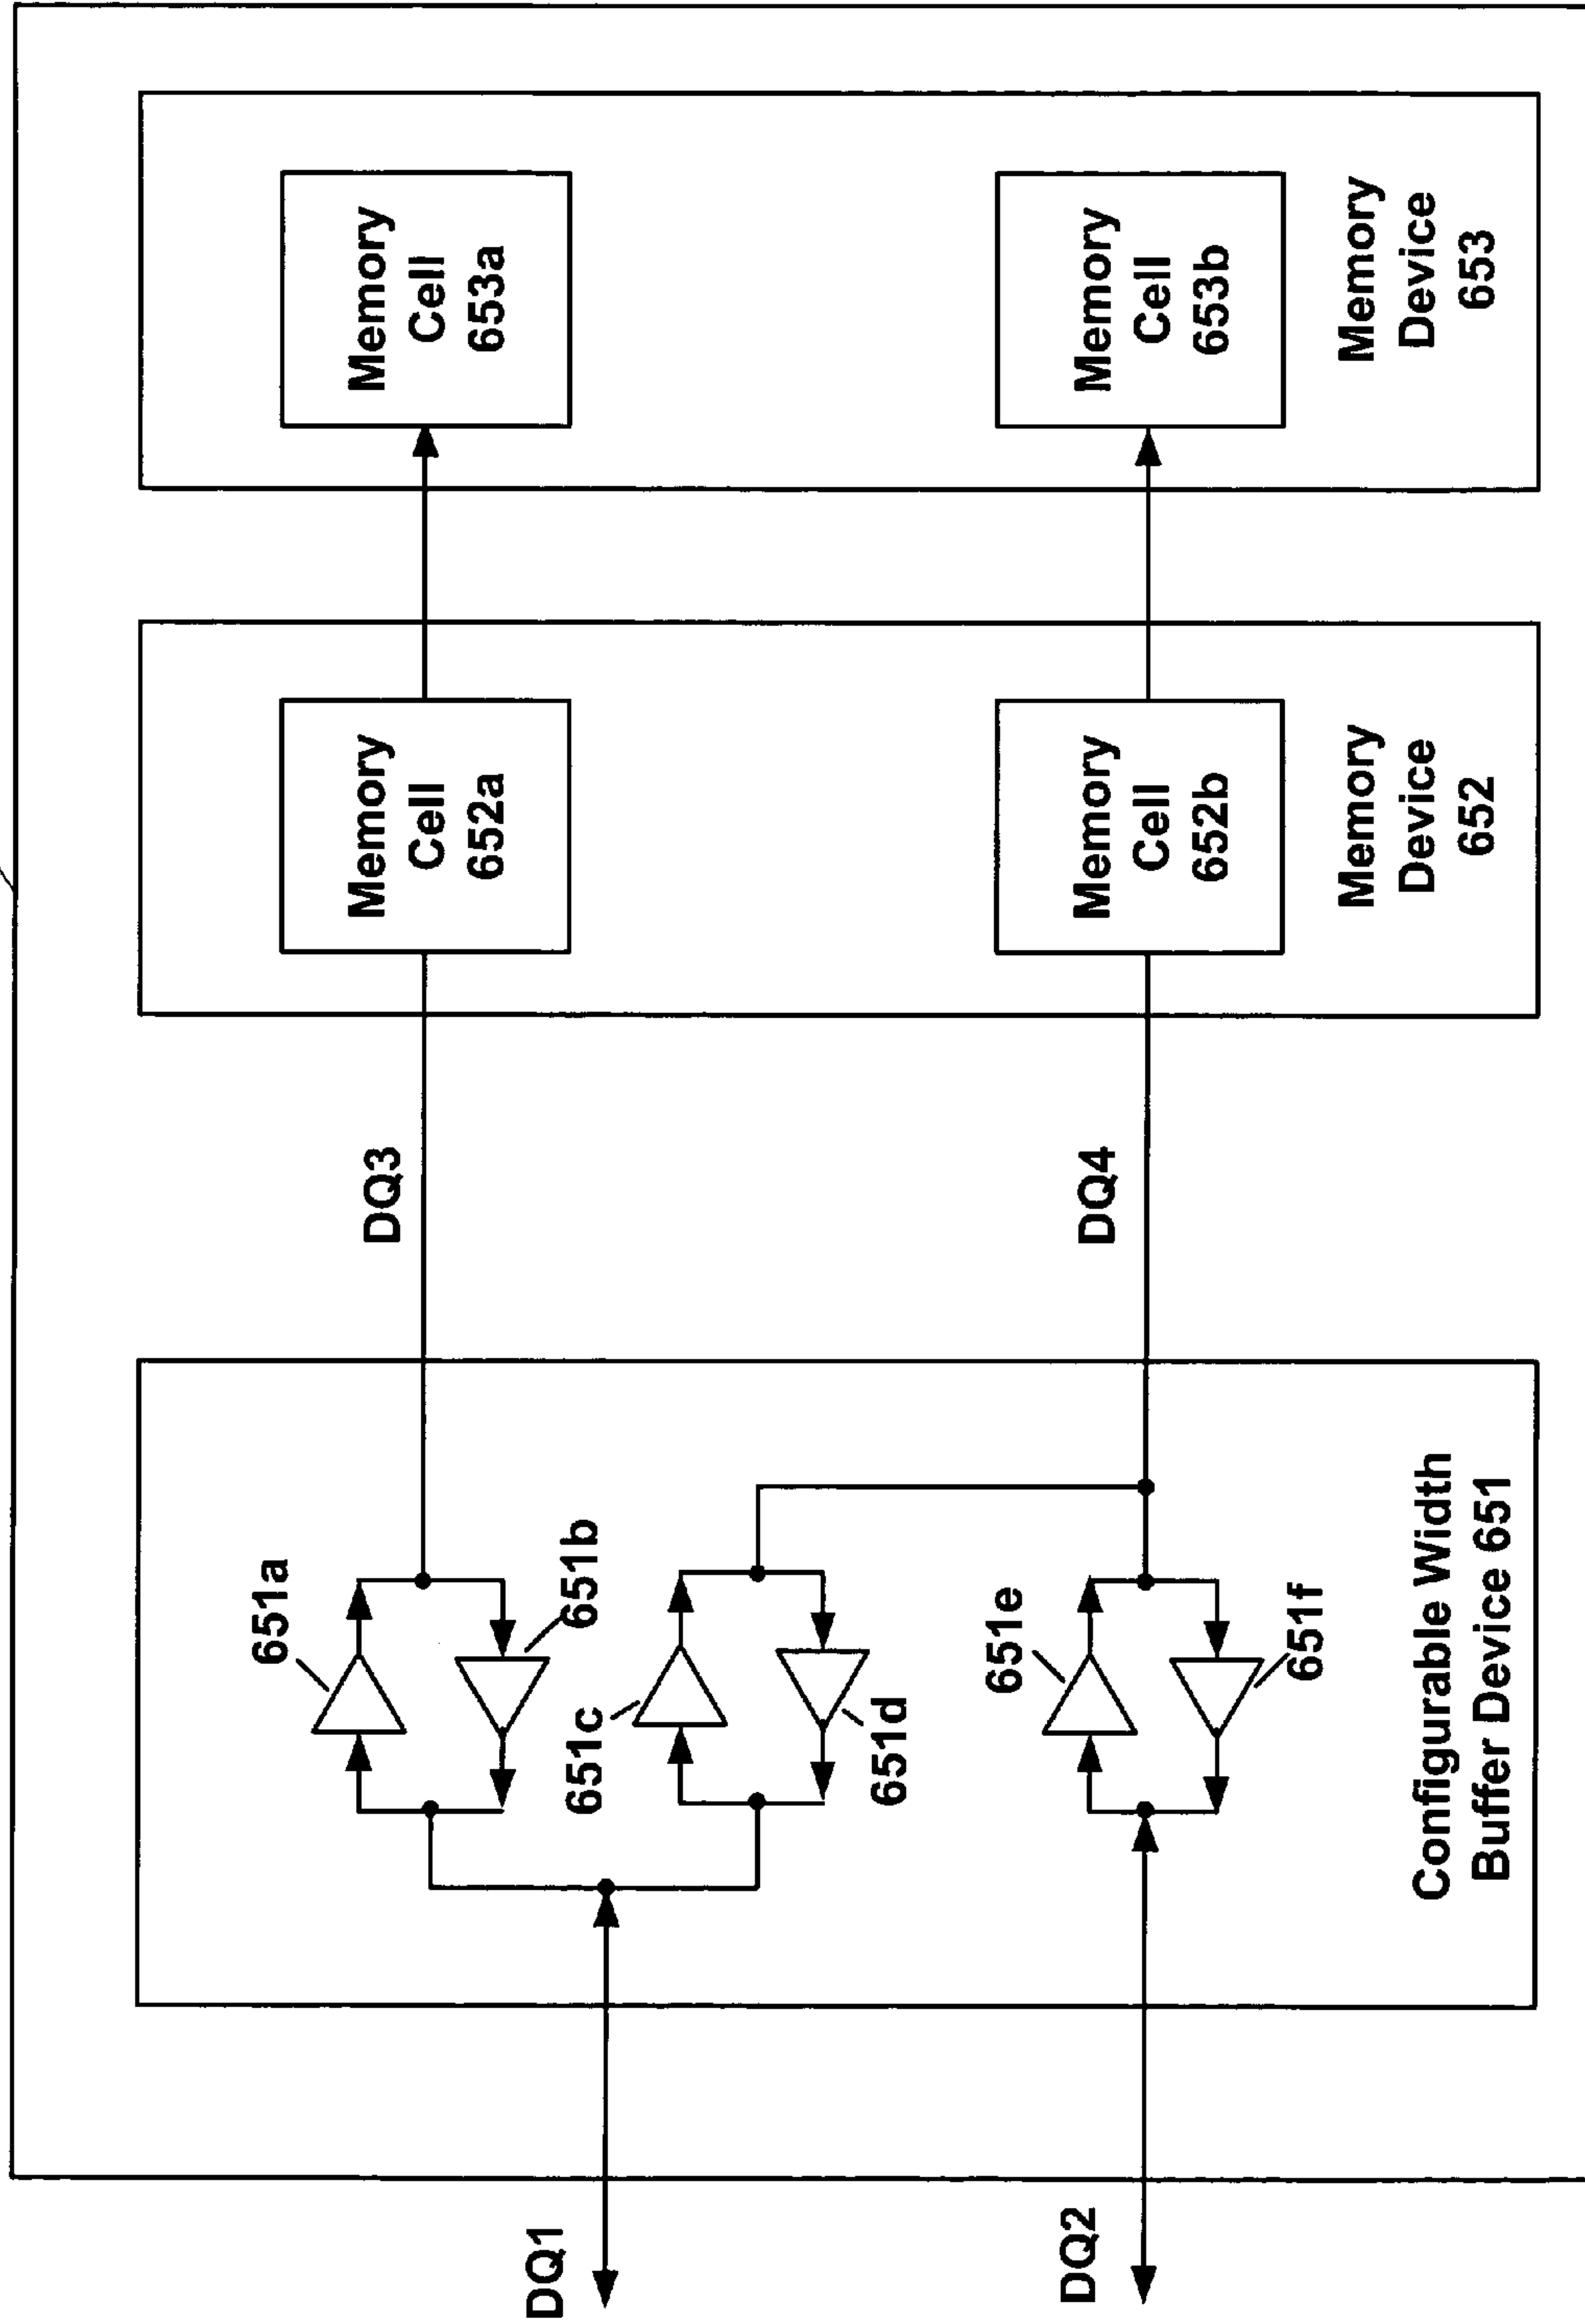 DQ1
DQ2
651a
651b
651c
651d
651e
651f
Configurable Width
Buffer Device 651
DQ3
DQ4
Memory
Cell
652a
Memory
Cell
652b
Memory
Device
652
Memory
Cell
653a
Memory
Cell
653b
Memory
Device
653